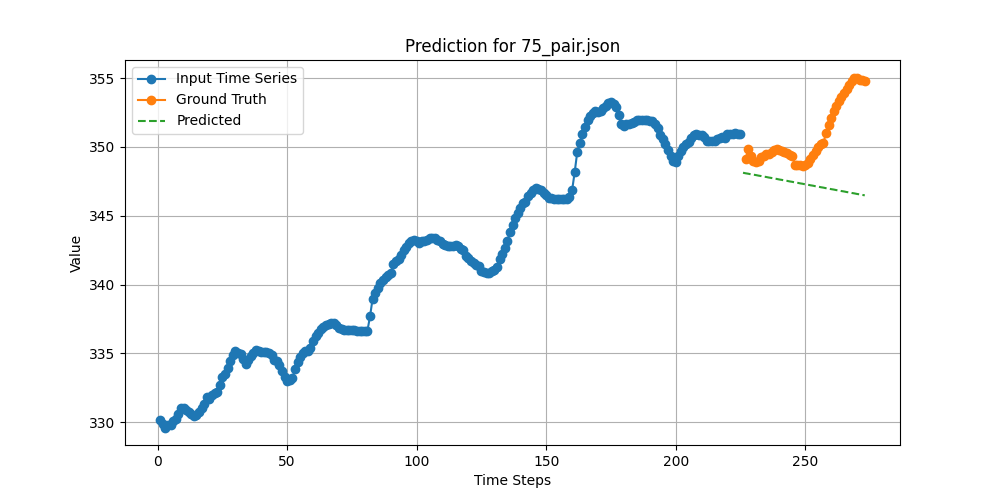 Prediction for 75_pair.json
Input Time Series
Ground Truth
Predicted
355
350
345
340
335
330
Value
0 50 100 150 200 250
Time Steps